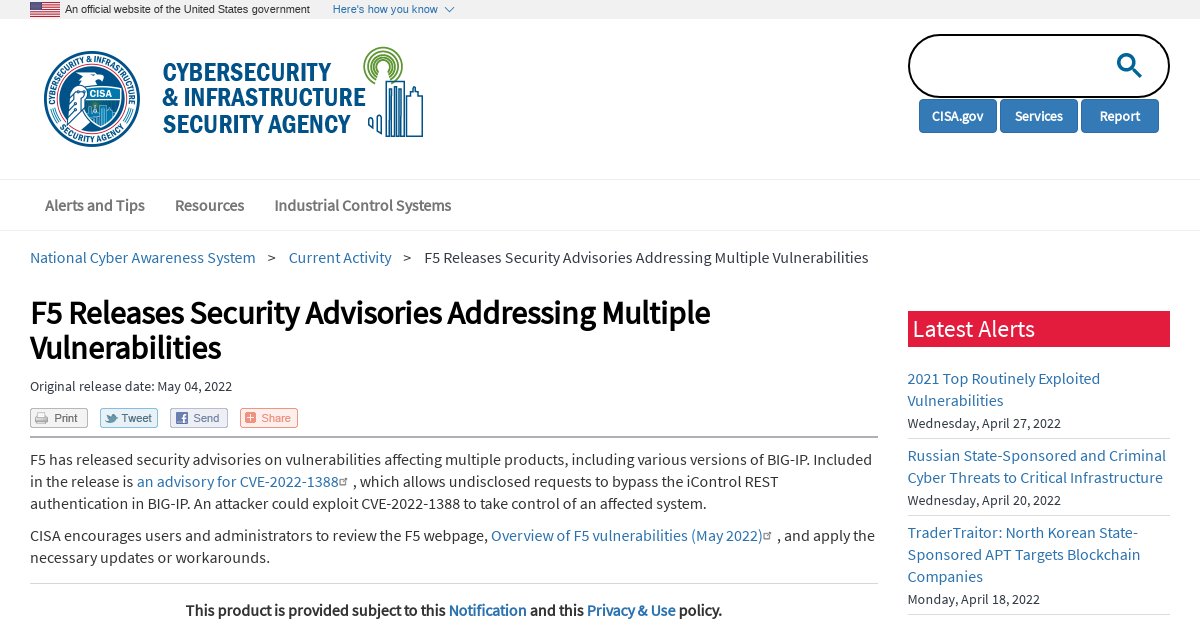 An official website of the United States government Here's how you know
CYBERSECURITY & INFRASTRUCTURE
CISA
SECURITY AGENCY
CYBERSECURITY
& INFRASTRUCTURE
SECURITY AGENCY
CISA.gov Services Report
Alerts and Tips Resources Industrial Control Systems
National Cyber Awareness System > Current Activity > F5 Releases Security Advisories Addressing Multiple Vulnerabilities
F5 Releases Security Advisories Addressing Multiple
Vulnerabilities
Original release date: May 04, 2022
Print Tweet Send Share
F5 has released security advisories on vulnerabilities affecting multiple products, including various versions of BIG-IP. Included
in the release is an advisory for CVE-2022-1388 , which allows undisclosed requests to bypass the iControl REST
authentication in BIG-IP. An attacker could exploit CVE-2022-1388 to take control of an affected system.
CISA encourages users and administrators to review the F5 webpage, Overview of F5 vulnerabilities (May 2022) , and apply the
necessary updates or workarounds.
This product is provided subject to this Notification and this Privacy & Use policy.
Latest Alerts
2021 Top Routinely Exploited
Vulnerabilities
Wednesday, April 27, 2022
Russian State-Sponsored and Criminal
Cyber Threats to Critical Infrastructure
Wednesday, April 20, 2022
TraderTraitor: North Korean State-
Sponsored APT Targets Blockchain
Companies
Monday, April 18, 2022